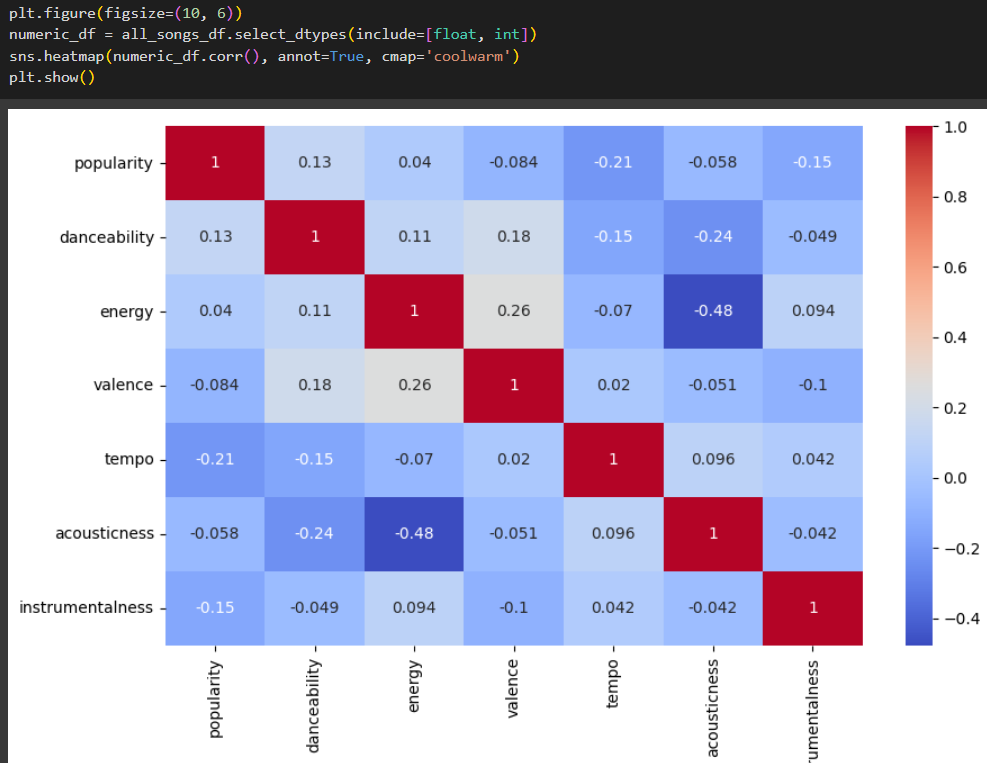 plt.figure(figsize=(10, 6))
numeric_df = all_songs_df.select_dtypes(include=[float, int])
sns.heatmap(numeric_df.corr(), annot=True, cmap='coolwarm')
plt.show()
popularity 1 0.13 0.04 -0.084 -0.21 -0.058 -0.15
danceability 0.13 1 0.11 0.18 -0.15 -0.24 -0.049
energy 0.04 0.11 1 0.26 -0.07 -0.48 0.094
valence -0.084 0.18 0.26 1 0.02 -0.051 -0.1
tempo -0.21 -0.15 -0.07 0.02 1 0.096 0.042
acousticness -0.058 -0.24 -0.48 -0.051 0.096 1 -0.042
instrumentalness -0.15 -0.049 0.094 -0.1 0.042 -0.042 1
popularity
danceability
energy
valence
tempo
acousticness
rumentalness
1.0
0.8
0.6
0.4
0.2
0.0
−0.2
−0.4